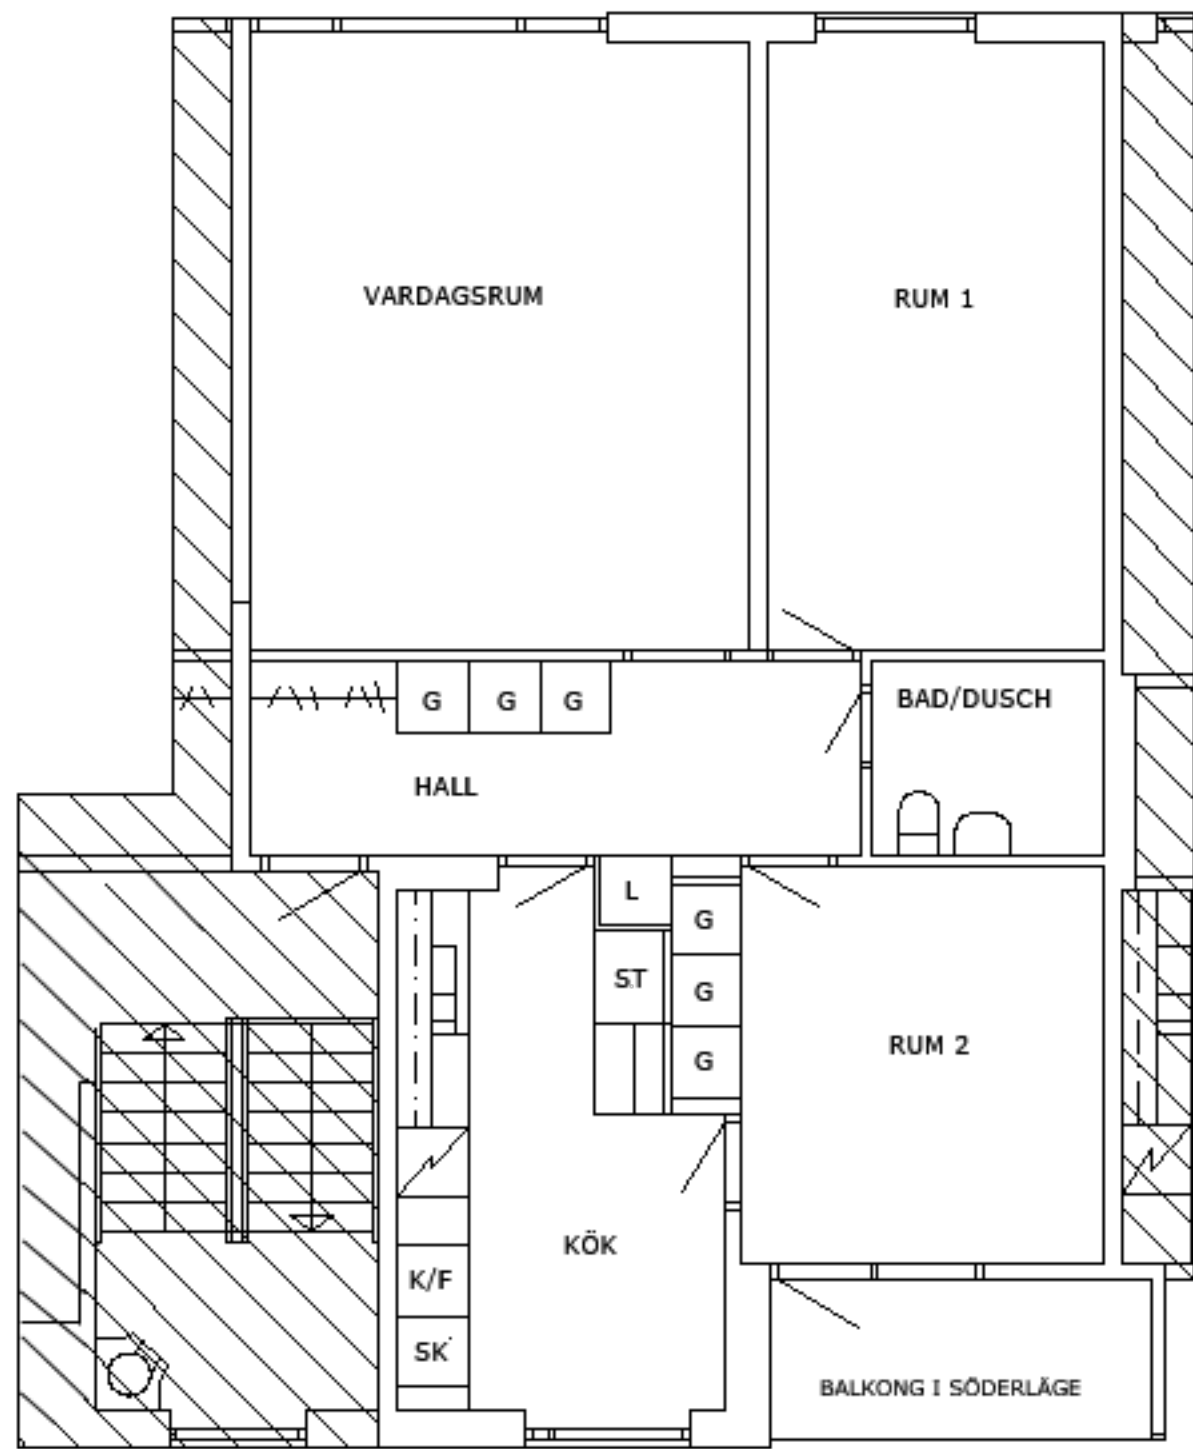 VARDAGSRUM
RUM 1
G G G
BAD/DUSCH
HALL
L
G
ST
G
RUM 2
G
KÖK
K/F
SK
BALKONG I SÖDERLÄGE